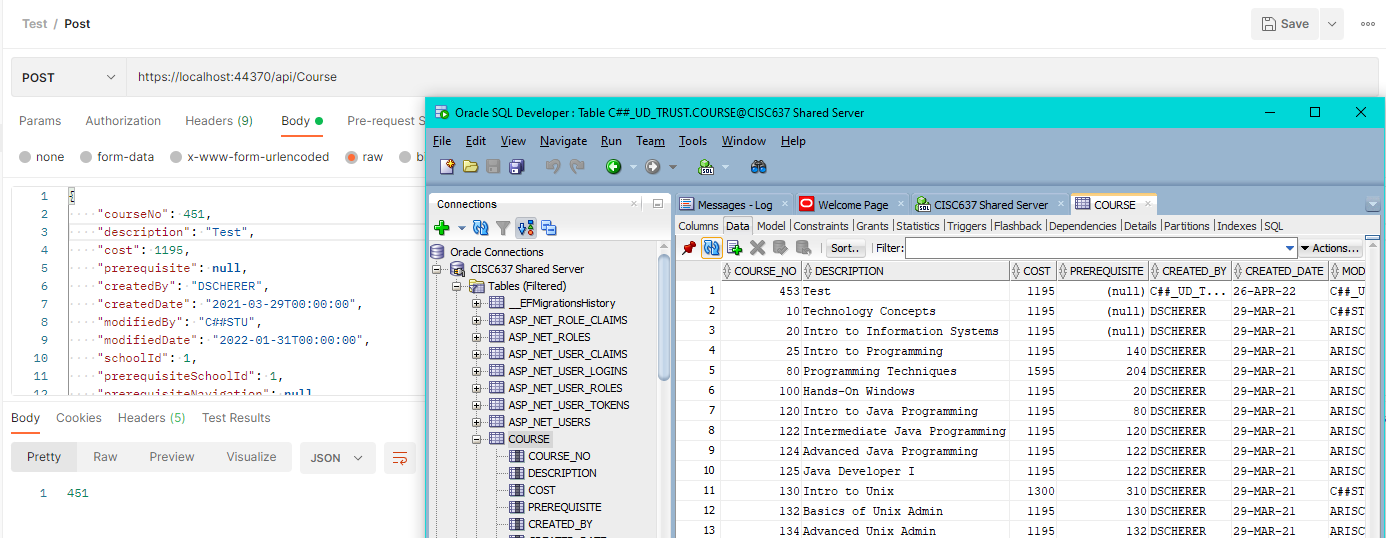 Test / Post
Save
POST
https://localhost:44370/api/Course
Params Authorization Headers (9) Body Pre-request S
none form-data x-www-form-urlencoded raw bi
1 {
2 "courseNo": 451,
3 "description": "Test",
4 "cost": 1195,
5 "prerequisite": null,
6 "createdBy": "DSCHERER",
7 "createdDate": "2021-03-29T00:00:00",
8 "modifiedBy": "C##STU",
9 "modifiedDate": "2022-01-31T00:00:00",
10 "schoolId": 1,
11 "prerequisiteSchoolId": 1,
12 "prerequisiteNavigation": null
Body Cookies Headers (5) Test Results
Pretty Raw Preview Visualize JSON
1 451
Oracle SQL Developer : Table C##_UD_TRUST.COURSE@CISC637 Shared Server
File Edit View Navigate Run Team Tools Window Help
Connections
Oracle Connections
CISC637 Shared Server
Tables (Filtered)
__EFMigrationsHistory
ASP_NET_ROLE_CLAIMS
ASP_NET_ROLES
ASP_NET_USER_CLAIMS
ASP_NET_USER_LOGINS
ASP_NET_USER_ROLES
ASP_NET_USER_TOKENS
ASP_NET_USERS
COURSE
COURSE_NO
DESCRIPTION
COST
PREREQUISITE
CREATED_BY
CREATED_DATE
Messages - Log Welcome Page CISC637 Shared Server COURSE
Columns Data Model Constraints Grants Statistics Triggers Flashback Dependencies Details Partitions Indexes SQL
Sort.. Filter: Actions...
COURSE_NO DESCRIPTION COST PREREQUISITE CREATED_BY CREATED_DATE MOD
1 453 Test 1195 (null) C##_UD_T... 26-APR-22 C##_U
2 10 Technology Concepts 1195 (null) DSCHERER 29-MAR-21 C##ST
3 20 Intro to Information Systems 1195 (null) DSCHERER 29-MAR-21 ARISC
4 25 Intro to Programming 1195 140 DSCHERER 29-MAR-21 ARISC
5 80 Programming Techniques 1595 204 DSCHERER 29-MAR-21 ARISC
6 100 Hands-On Windows 1195 20 DSCHERER 29-MAR-21 ARISC
7 120 Intro to Java Programming 1195 80 DSCHERER 29-MAR-21 ARISC
8 122 Intermediate Java Programming 1195 120 DSCHERER 29-MAR-21 ARISC
9 124 Advanced Java Programming 1195 122 DSCHERER 29-MAR-21 ARISC
10 125 Java Developer I 1195 122 DSCHERER 29-MAR-21 ARISC
11 130 Intro to Unix 1300 310 DSCHERER 29-MAR-21 C##ST
12 132 Basics of Unix Admin 1195 130 DSCHERER 29-MAR-21 ARISC
13 134 Advanced Unix Admin 1195 132 DSCHERER 29-MAR-21 ARISC